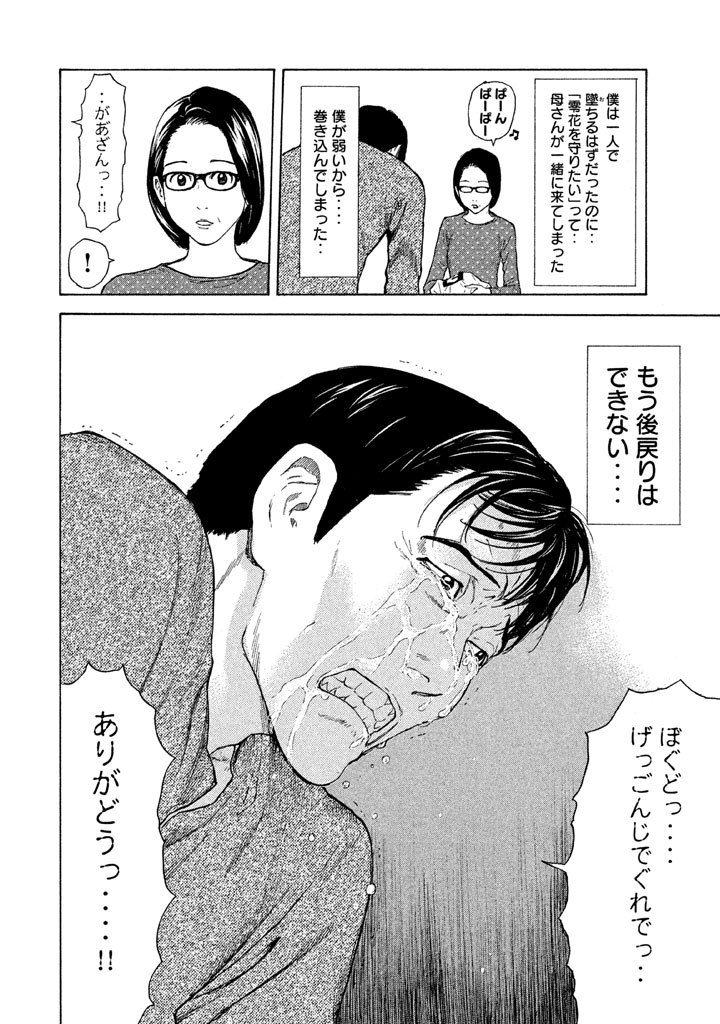 僕は一人で
墜ちるはずだったのに‥
「零花を守りたい」って‥
母さんが一緒に来てしまった
ぱーん
ぱーぱー
♪
僕が弱いから‥‥
巻き込んでしまった‥
‥があざんっ‥‥!!
!
もう後戻りは
できない‥‥
ぼぐどっ‥‥
げっごんじでぐれでっ‥
ありがどうっ‥‥‥!!